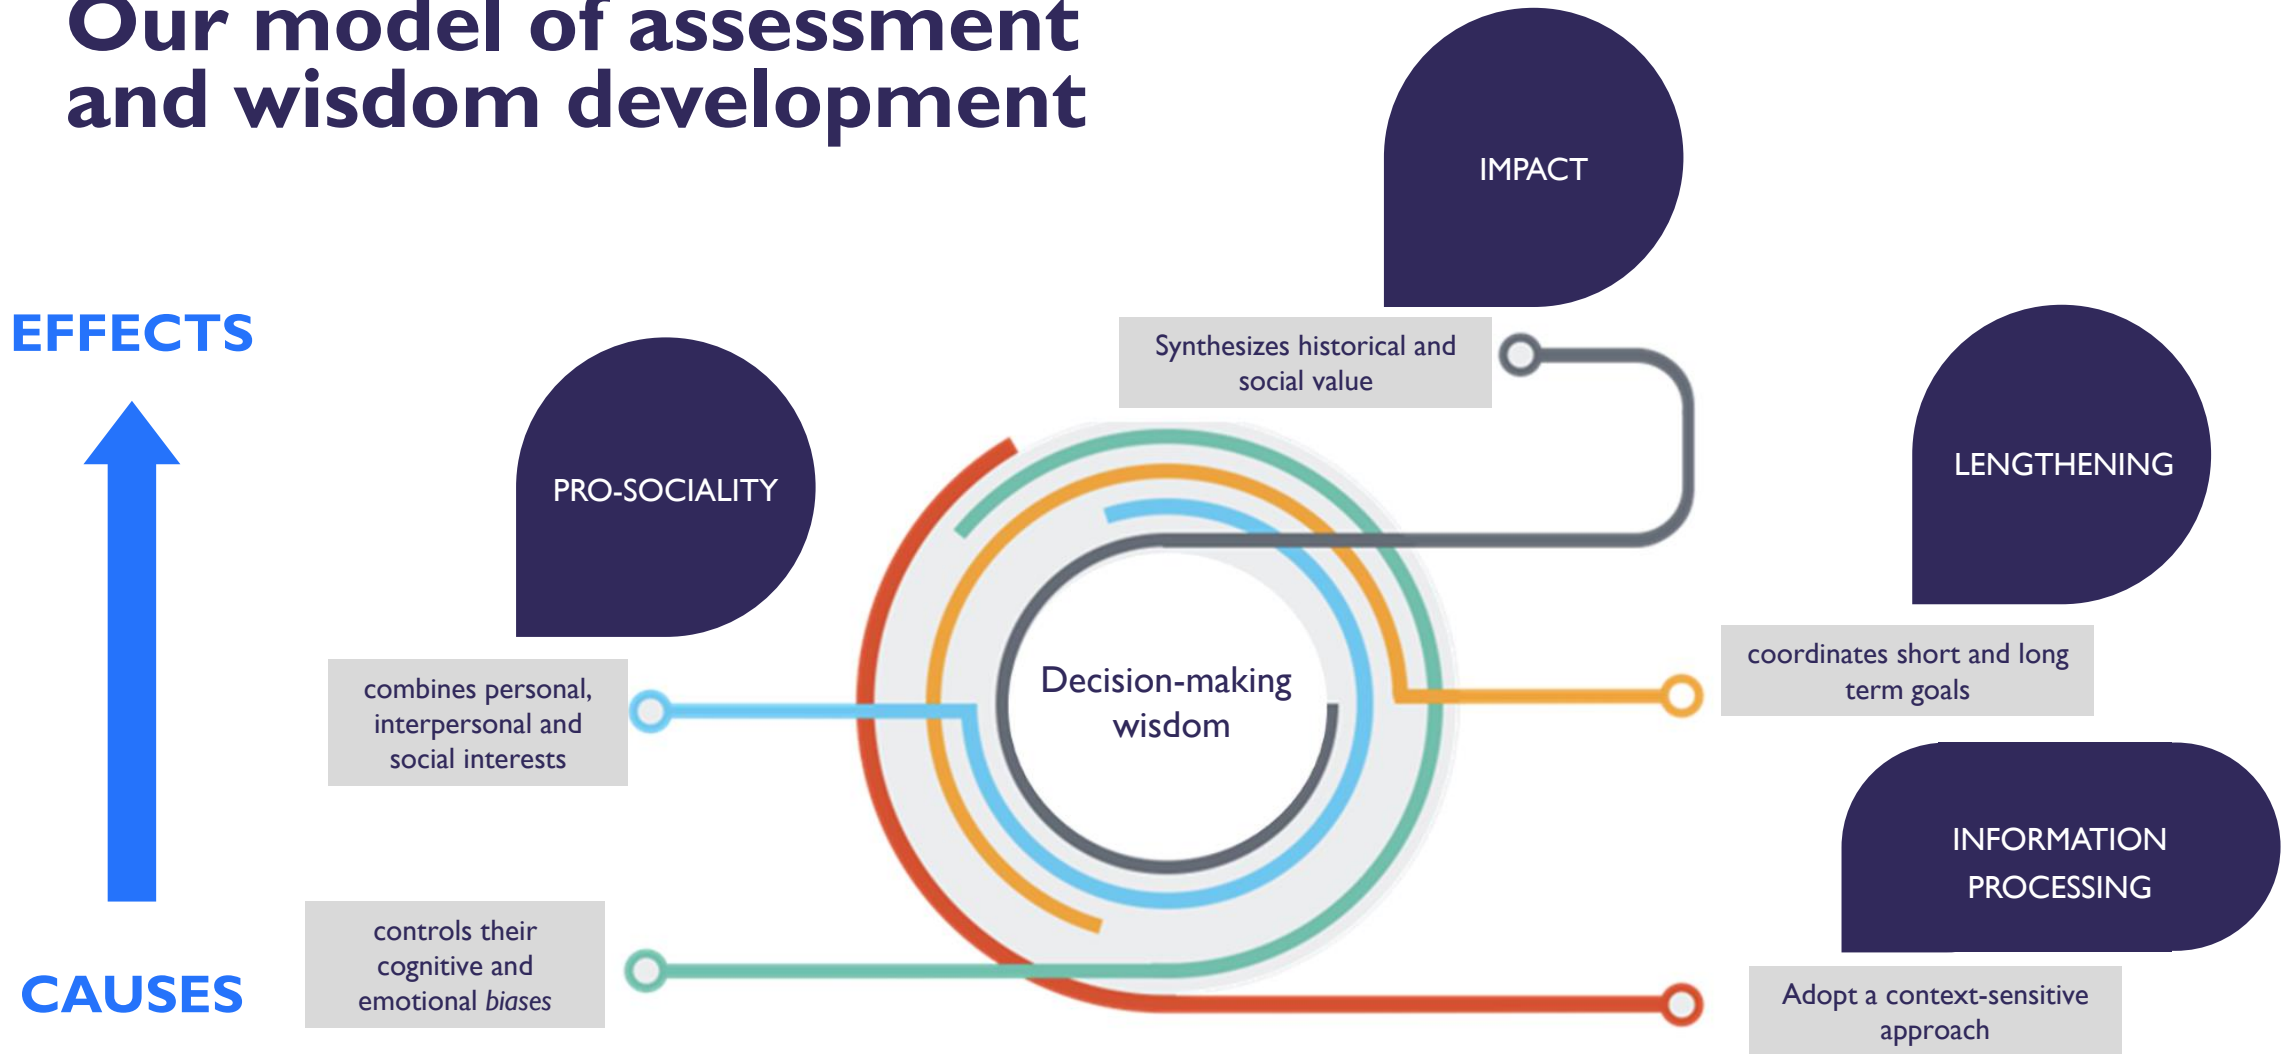 Our model of assessment
and wisdom development
IMPACT
Synthesizes historical and
social value
EFFECTS
PRO-SOCIALITY
LENGTHENING
combines personal,
interpersonal and
social interests
Decision-making
wisdom
coordinates short and long
term goals
INFORMATION
PROCESSING
CAUSES
controls their
cognitive and
emotional biases
Adopt a context-sensitive
approach